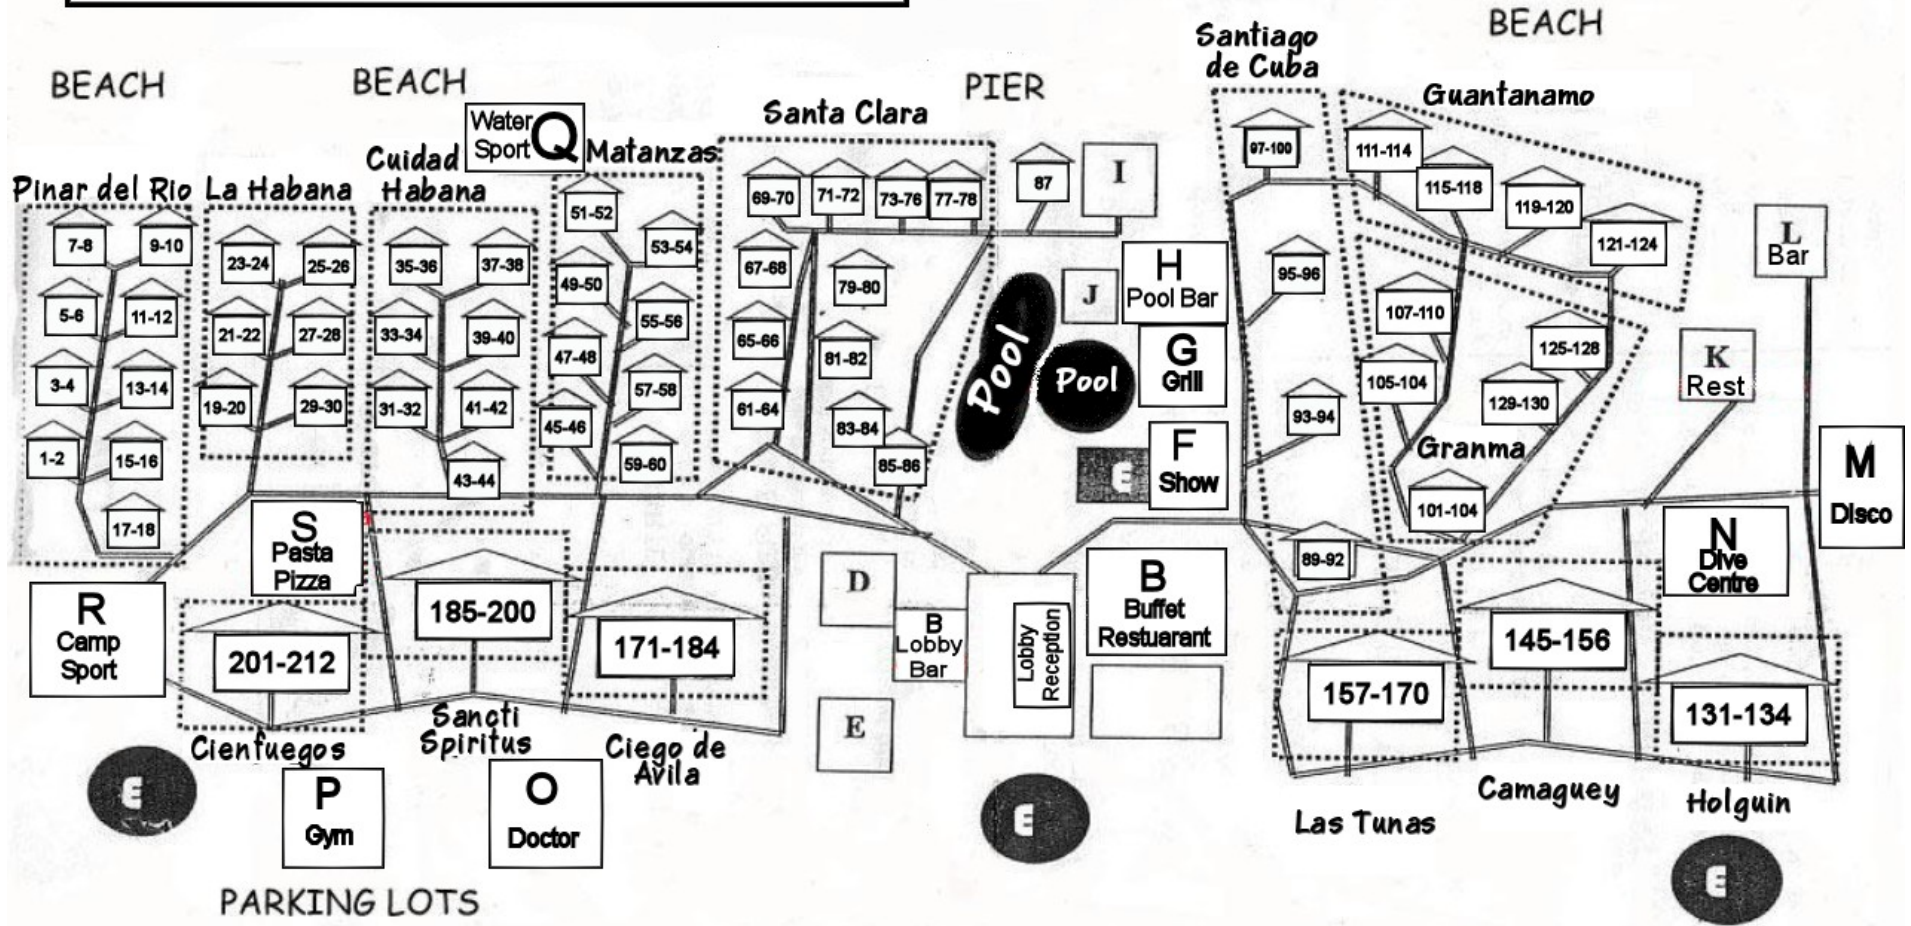 BEACH
BEACH
PIER
BEACH
Water
Sport
Q
Santa Clara
Santiago
de Cuba
Guantanamo
Pinar del Rio
La Habana
Cuidad
Habana
Matanzas
7-8
9-10
5-6
11-12
3-4
13-14
1-2
15-16
17-18
23-24
25-26
21-22
27-28
19-20
29-30
35-36
37-38
33-34
39-40
31-32
41-42
43-44
51-52
53-54
49-50
55-56
47-48
57-58
45-46
59-60
69-70
71-72
73-76
77-78
67-68
79-80
65-66
81-82
61-64
83-84
85-86
87
I
J
H
Pool Bar
Pool
Pool
G
Grill
F
Show
E
97-100
95-96
93-94
89-92
111-114
115-118
119-120
121-124
107-110
125-128
105-104
129-130
Granma
101-104
L
Bar
K
Rest
M
Disco
N
Dive
Centre
S
Pasta
Pizza
R
Camp
Sport
201-212
185-200
171-184
D
B
Lobby
Bar
E
Lobby
Reception
B
Buffet
Restuarant
157-170
145-156
131-134
Cienfuegos
Sancti
Spiritus
Ciego de
Avila
Las Tunas
Camaguey
Holguin
E
P
Gym
O
Doctor
E
E
PARKING LOTS